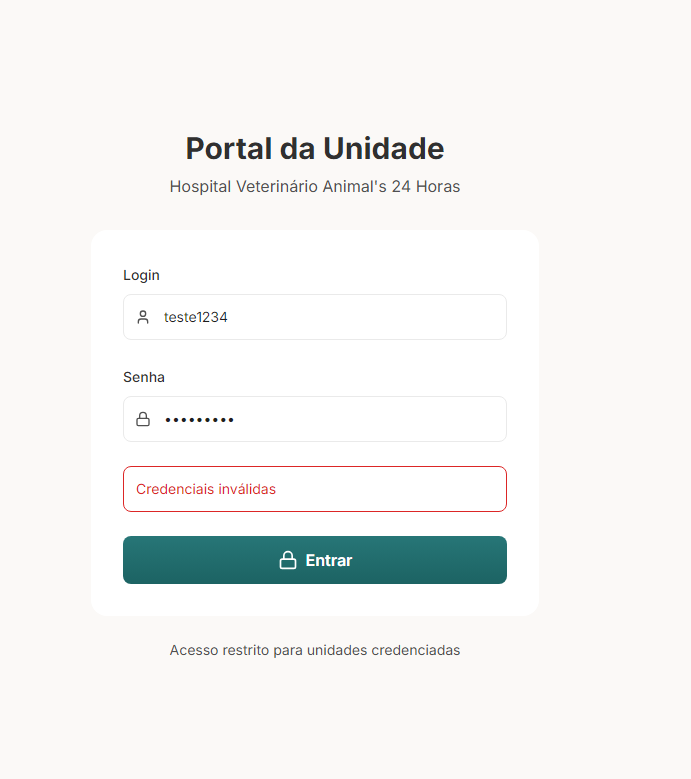 Portal da Unidade
Hospital Veterinário Animal's 24 Horas
Login
teste1234
Senha
•••••••••
Credenciais inválidas
Entrar
Acesso restrito para unidades credenciadas